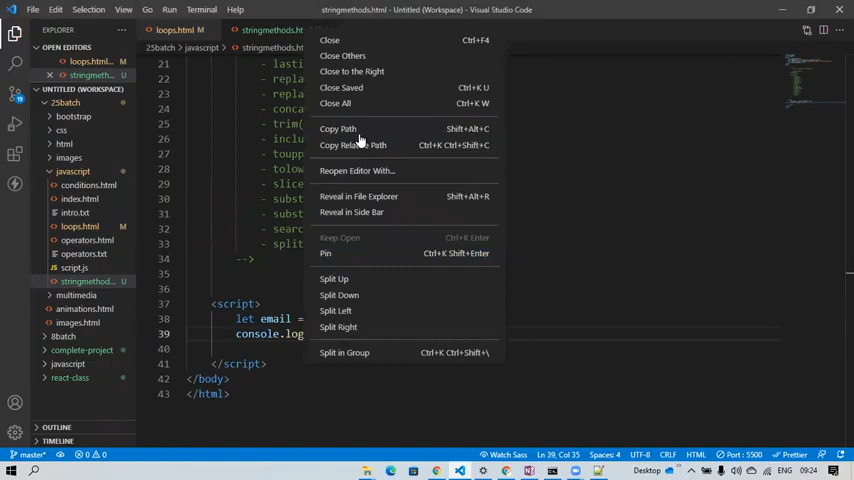 File Edit Selection View Go Run Terminal Help stringmethods.html - Untitled (Workspace) - Visual Studio Code
EXPLORER
OPEN EDITORS
loops.html... M
stringmeth... U
UNTITLED (WORKSPACE)
25batch
bootstrap
css
html
images
javascript
conditions.html
index.html
intro.txt
loops.html M
operators.html
operators.txt
script.js
stringmethod... U
multimedia
animations.html
images.html
8batch
complete-project
javascript
react-class
OUTLINE
TIMELINE
loops.html M stringmethods.html
25batch > javascript > stringmethods.ht
21 - lasti
22 - repla
23 - repla
24 - conca
25 - trim(
26 - inclu
27 - toupp
28 - tolow
29 - slice
30 - subst
31 - subst
32 - searc
33 - split
34 -->
35
36
37 <script>
38 let email =
39 console.log
40
41 </script>
42 </body>
43 </html>
Close Ctrl+F4
Close Others
Close to the Right
Close Saved Ctrl+K U
Close All Ctrl+K W
Copy Path Shift+Alt+C
Copy Relative Path Ctrl+K Ctrl+Shift+C
Reopen Editor With...
Reveal in File Explorer Shift+Alt+R
Reveal in Side Bar
Keep Open Ctrl+K Enter
Pin Ctrl+K Shift+Enter
Split Up
Split Down
Split Left
Split Right
Split in Group Ctrl+K Ctrl+Shift+\
master* 0 0 Watch Sass Ln 39, Col 35 Spaces: 4 UTF-8 CRLF HTML Port : 5500 Prettier
Desktop ENG 09:24